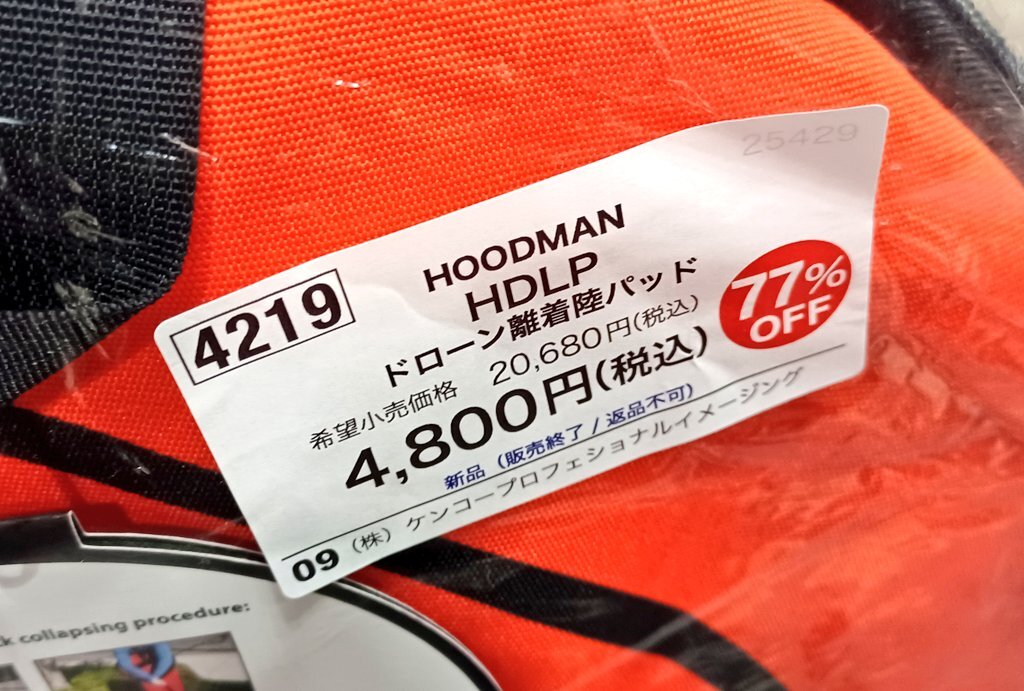 25429
4219
HOODMAN
HDLP
ドローン離着陸パッド
希望小売価格 20,680円(税込)
4,800円(税込)
77%
OFF
新品 (販売終了 / 返品不可)
09 (株) ケンコープロフェショナルイメージング
collapsing procedure: